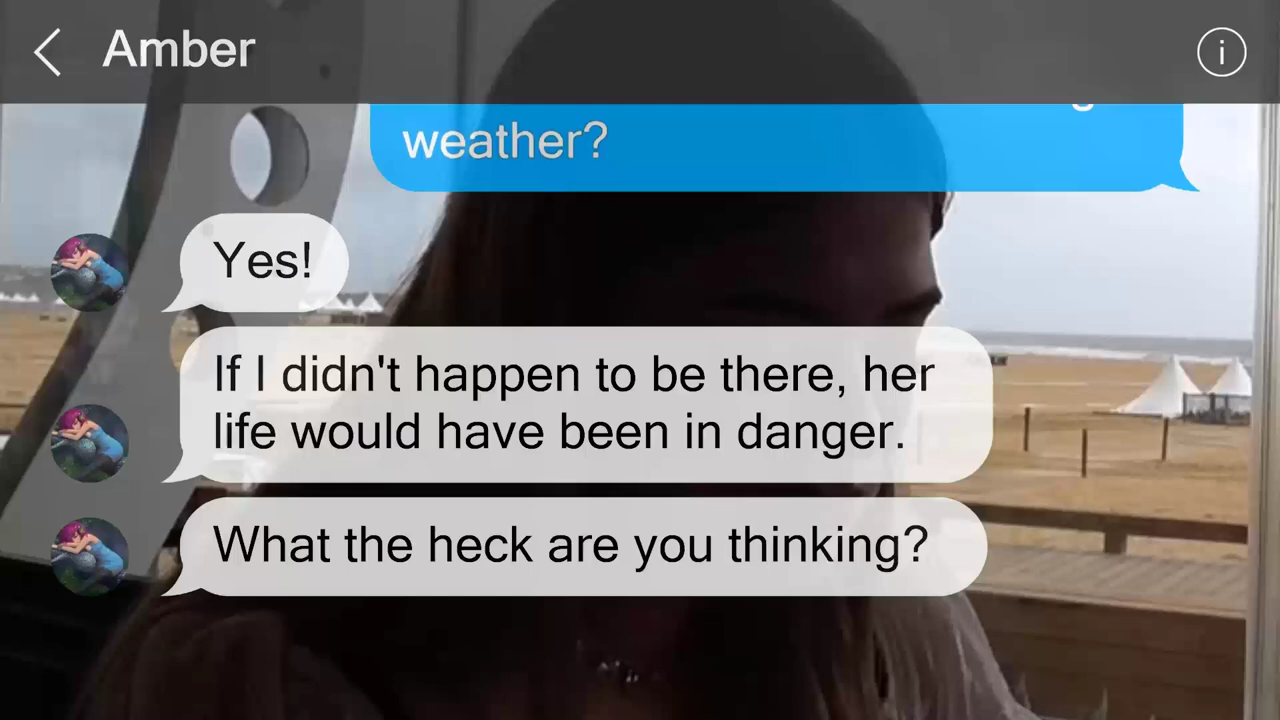 Amber
weather?
Yes!
If I didn't happen to be there, her
life would have been in danger.
What the heck are you thinking?